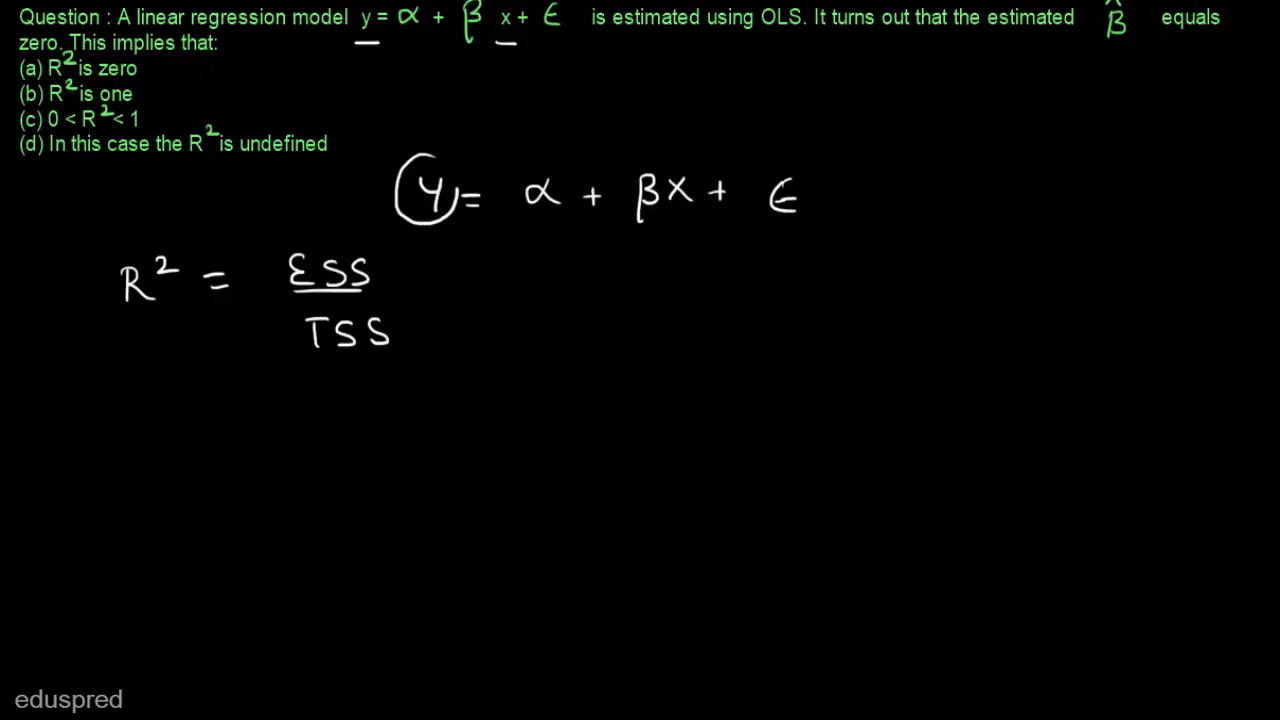 Question : A linear regression model y = α + β x + ϵ is estimated using OLS. It turns out that the estimated β̂ equals
zero. This implies that:
(a) R² is zero
(b) R² is one
(c) 0 < R² < 1
(d) In this case the R² is undefined
Y = α + βX + ϵ
R² = ESS
TSS
eduspred